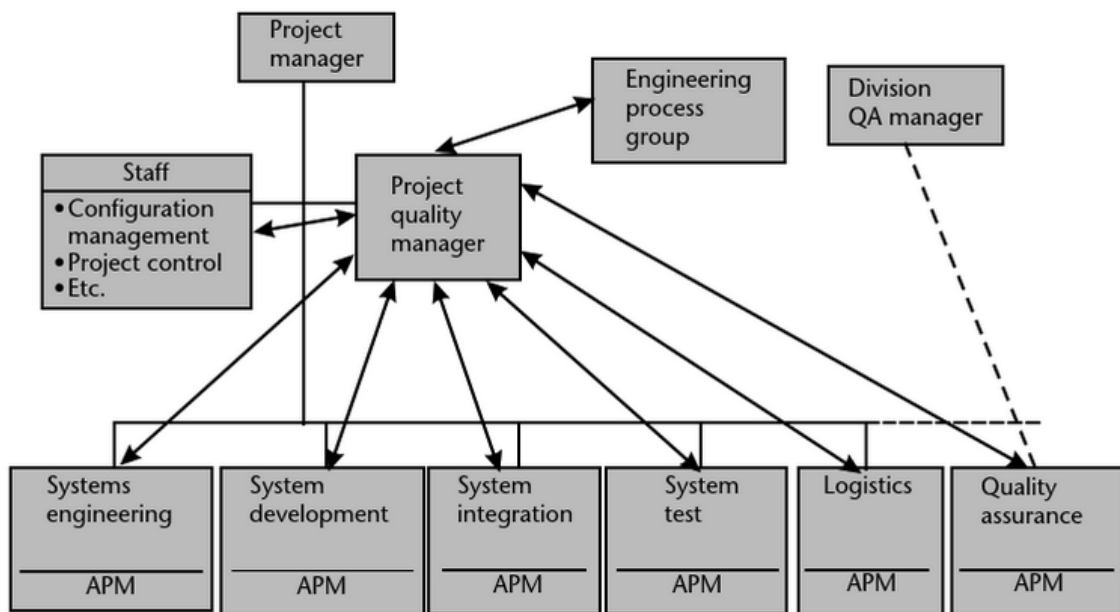 Project
manager
Engineering
process
group
Division
QA manager
Staff
•Configuration
management
•Project control
•Etc.
Project
quality
manager
Systems
engineering
APM
System
development
APM
System
integration
APM
System
test
APM
Logistics
APM
Quality
assurance
APM